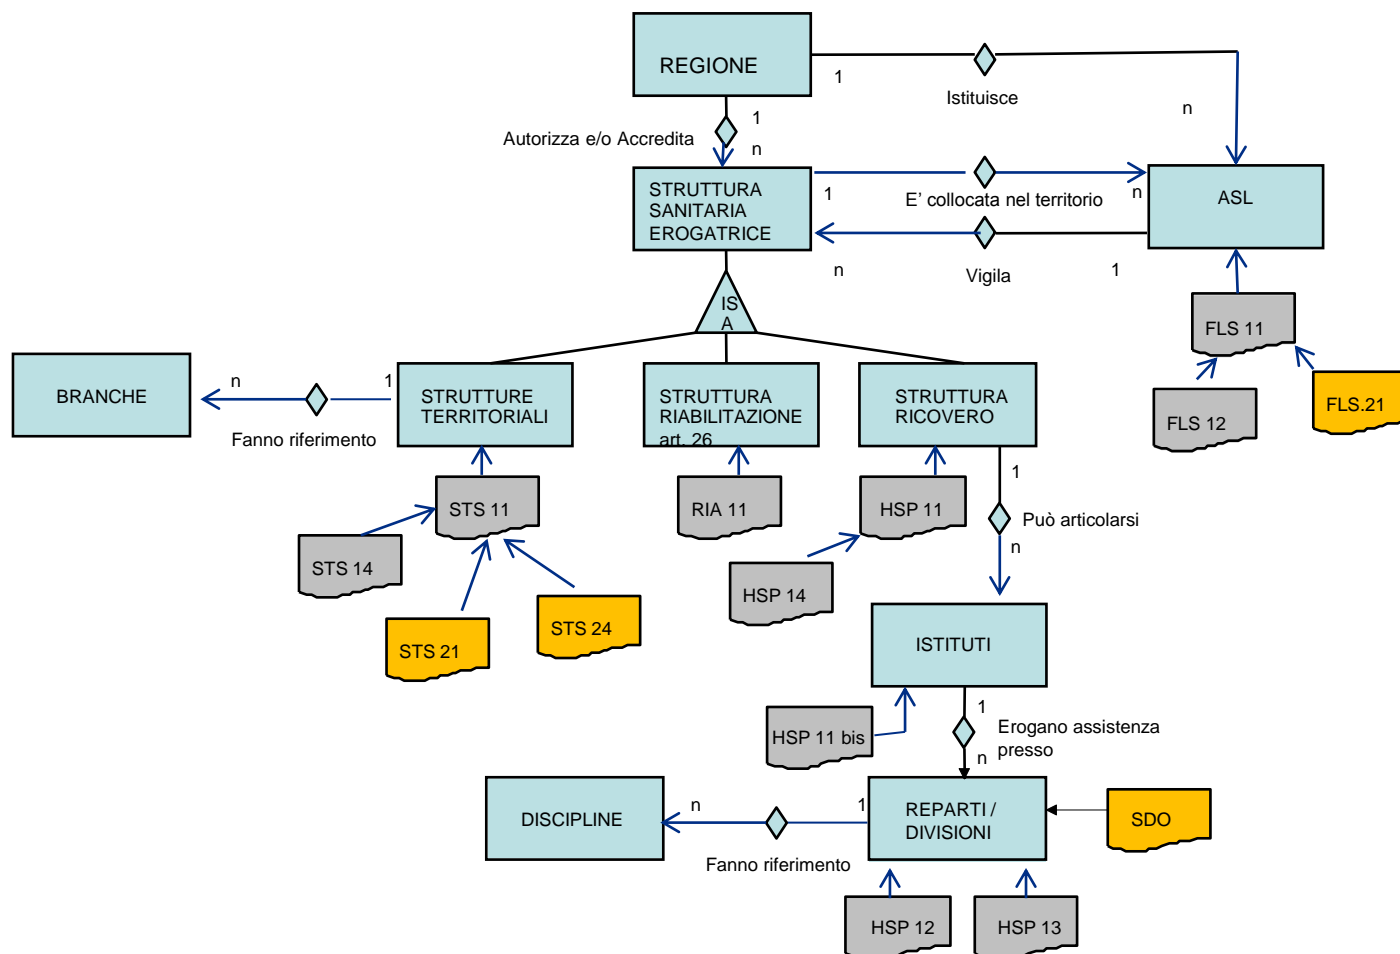 REGIONE
1
Istituisce
n
1
Autorizza e/o Accredita
n
STRUTTURA
SANITARIA
EROGATRICE
1
E’ collocata nel territorio
n
ASL
n
Vigila
1
IS
A
FLS 11
FLS 12
FLS.21
BRANCHE
n
1
Fanno riferimento
STRUTTURE
TERRITORIALI
STRUTTURA
RIABILITAZIONE
art. 26
STRUTTURA
RICOVERO
STS 11
RIA 11
HSP 11
1
Può articolarsi
n
STS 14
HSP 14
STS 21
STS 24
ISTITUTI
HSP 11 bis
1
Erogano assistenza
presso
n
DISCIPLINE
n
1
Fanno riferimento
REPARTI /
DIVISIONI
SDO
HSP 12
HSP 13